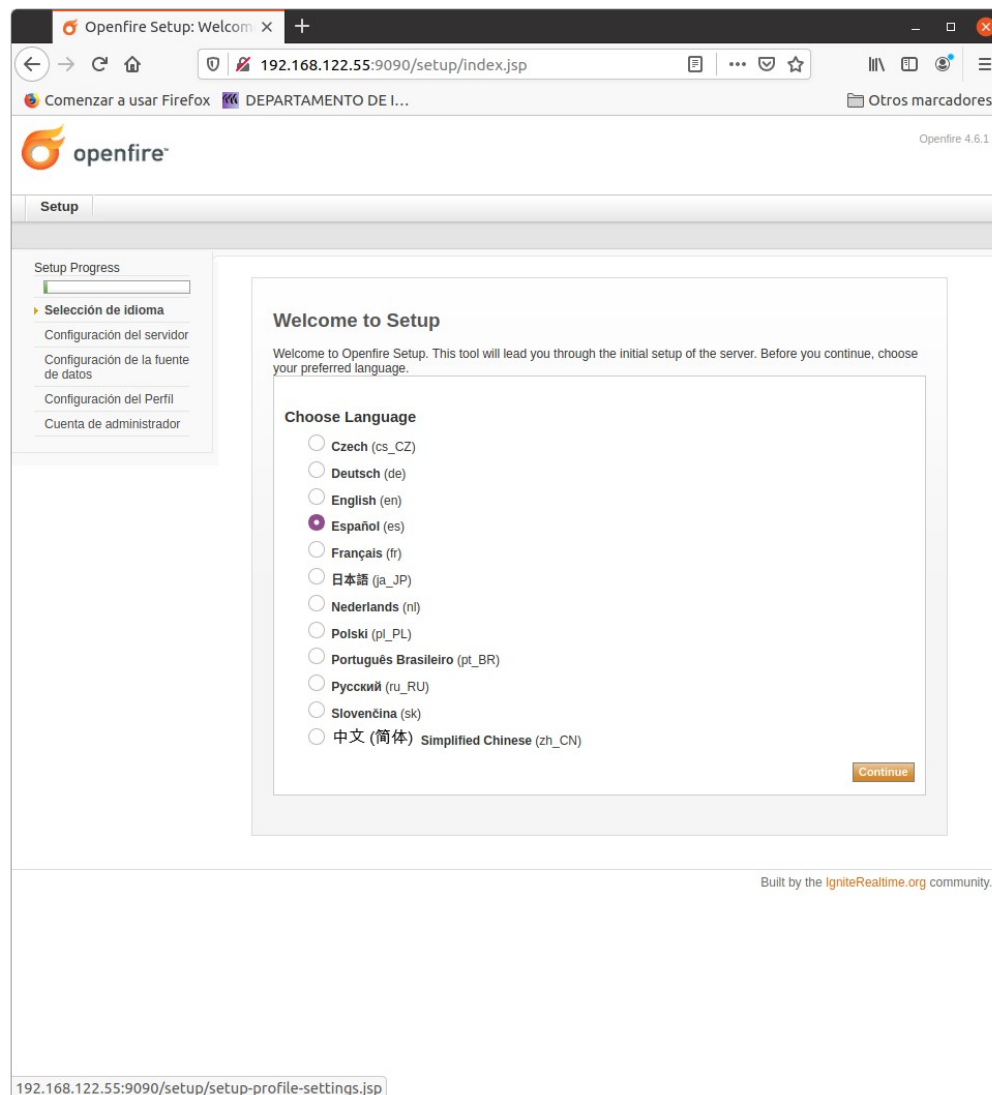 Openfire Setup: Welcom
192.168.122.55:9090/setup/index.jsp
Comenzar a usar Firefox
DEPARTAMENTO DE I...
Otros marcadores
openfire™
Openfire 4.6.1
Setup
Setup Progress
Selección de idioma
Configuración del servidor
Configuración de la fuente
de datos
Configuración del Perfil
Cuenta de administrador
Welcome to Setup
Welcome to Openfire Setup. This tool will lead you through the initial setup of the server. Before you continue, choose
your preferred language.
Choose Language
Czech (cs_CZ)
Deutsch (de)
English (en)
Español (es)
Français (fr)
日本語 (ja_JP)
Nederlands (nl)
Polski (pl_PL)
Português Brasileiro (pt_BR)
Русский (ru_RU)
Slovenčina (sk)
中文 (简体) Simplified Chinese (zh_CN)
Continue
Built by the IgniteRealtime.org community.
192.168.122.55:9090/setup/setup-profile-settings.jsp